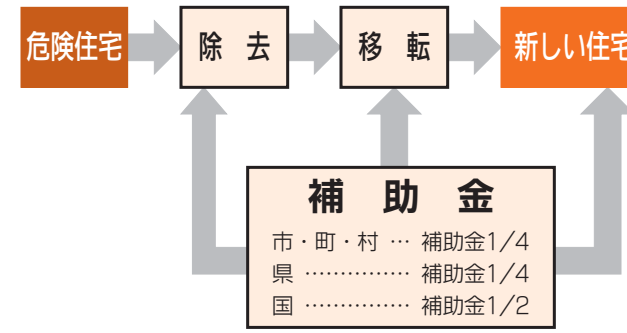 危険住宅
除去
移転
新しい住宅
補助金
市・町・村 … 補助金1/4
県 …………… 補助金1/4
国 …………… 補助金1/2